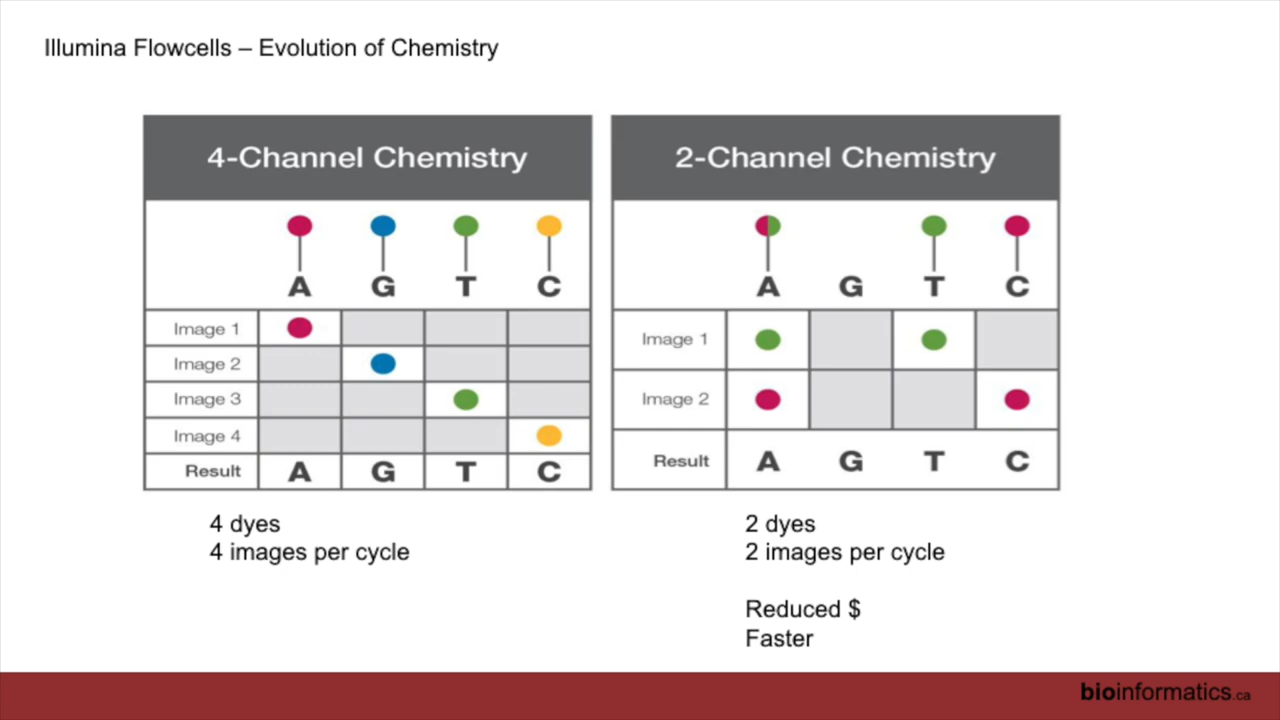 Illumina Flowcells – Evolution of Chemistry
4-Channel Chemistry
A G T C
Image 1
Image 2
Image 3
Image 4
Result A G T C
4 dyes
4 images per cycle
2-Channel Chemistry
A G T C
Image 1
Image 2
Result A G T C
2 dyes
2 images per cycle
Reduced $
Faster
bioinformatics.ca